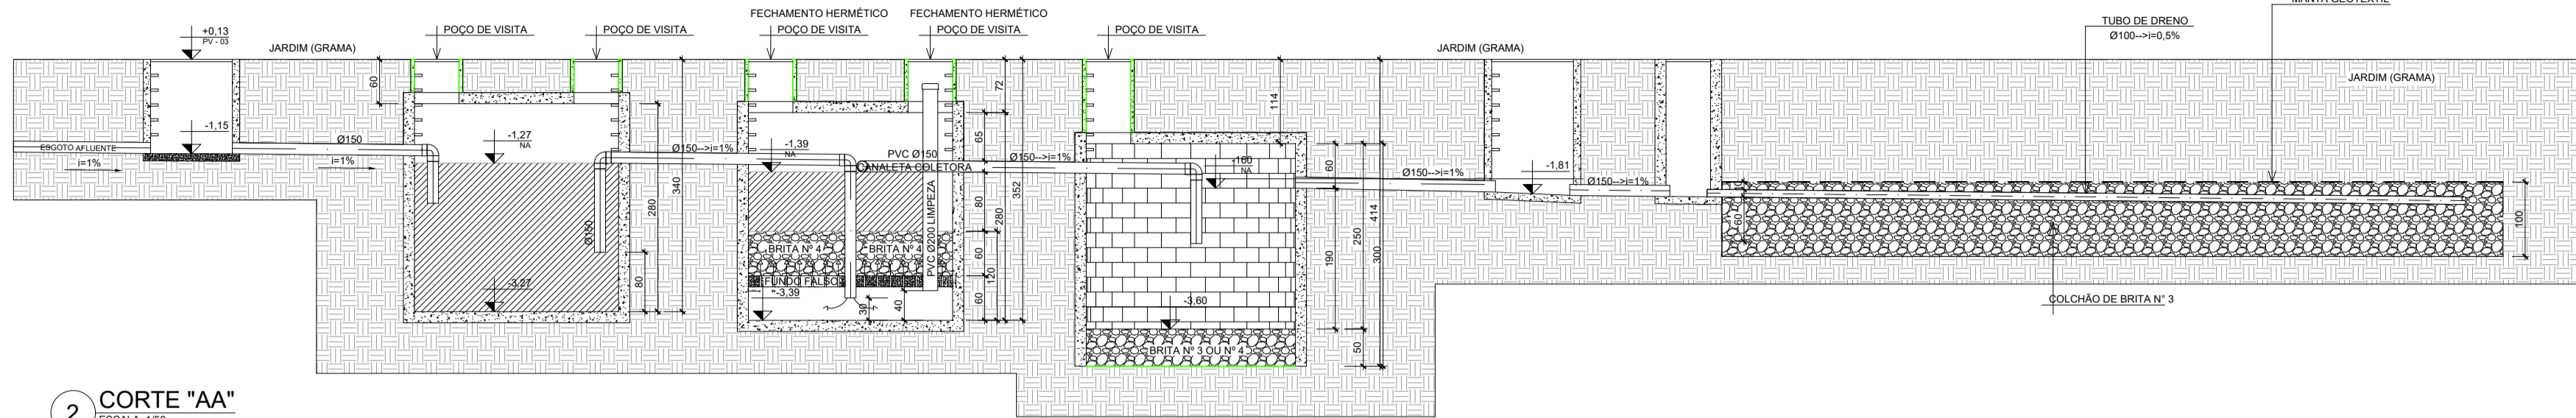 FECHAMENTO HERMÉTICO
FECHAMENTO HERMÉTICO
MANTA GEOTÊXTIL
+0,13
PV - 03
JARDIM (GRAMA)
POÇO DE VISITA
POÇO DE VISITA
POÇO DE VISITA
POÇO DE VISITA
POÇO DE VISITA
JARDIM (GRAMA)
TUBO DE DRENO
Ø100-->i=0,5%
JARDIM (GRAMA)
60
72
114
-1,15
ESGOTO AFLUENTE
i=1%
Ø150
i=1%
-1,27
NA
Ø150-->i=1%
-1,39
NA
PVC Ø150
CANALETA COLETORA
65
Ø150-->i=1%
-160
NA
60
Ø150-->i=1%
-1,81
Ø150-->i=1%
60
100
Ø150
280
340
80
-3,27
BRITA Nº 4
BRITA Nº 4
FUNDO FALSO
-3,39
30
40
PVC Ø200 LIMPEZA
80
60
60
280
120
352
-3,60
BRITA Nº 3 OU Nº 4
190
250
50
414
300
COLCHÃO DE BRITA N° 3
2
CORTE "AA"
ESCALA: 1/50